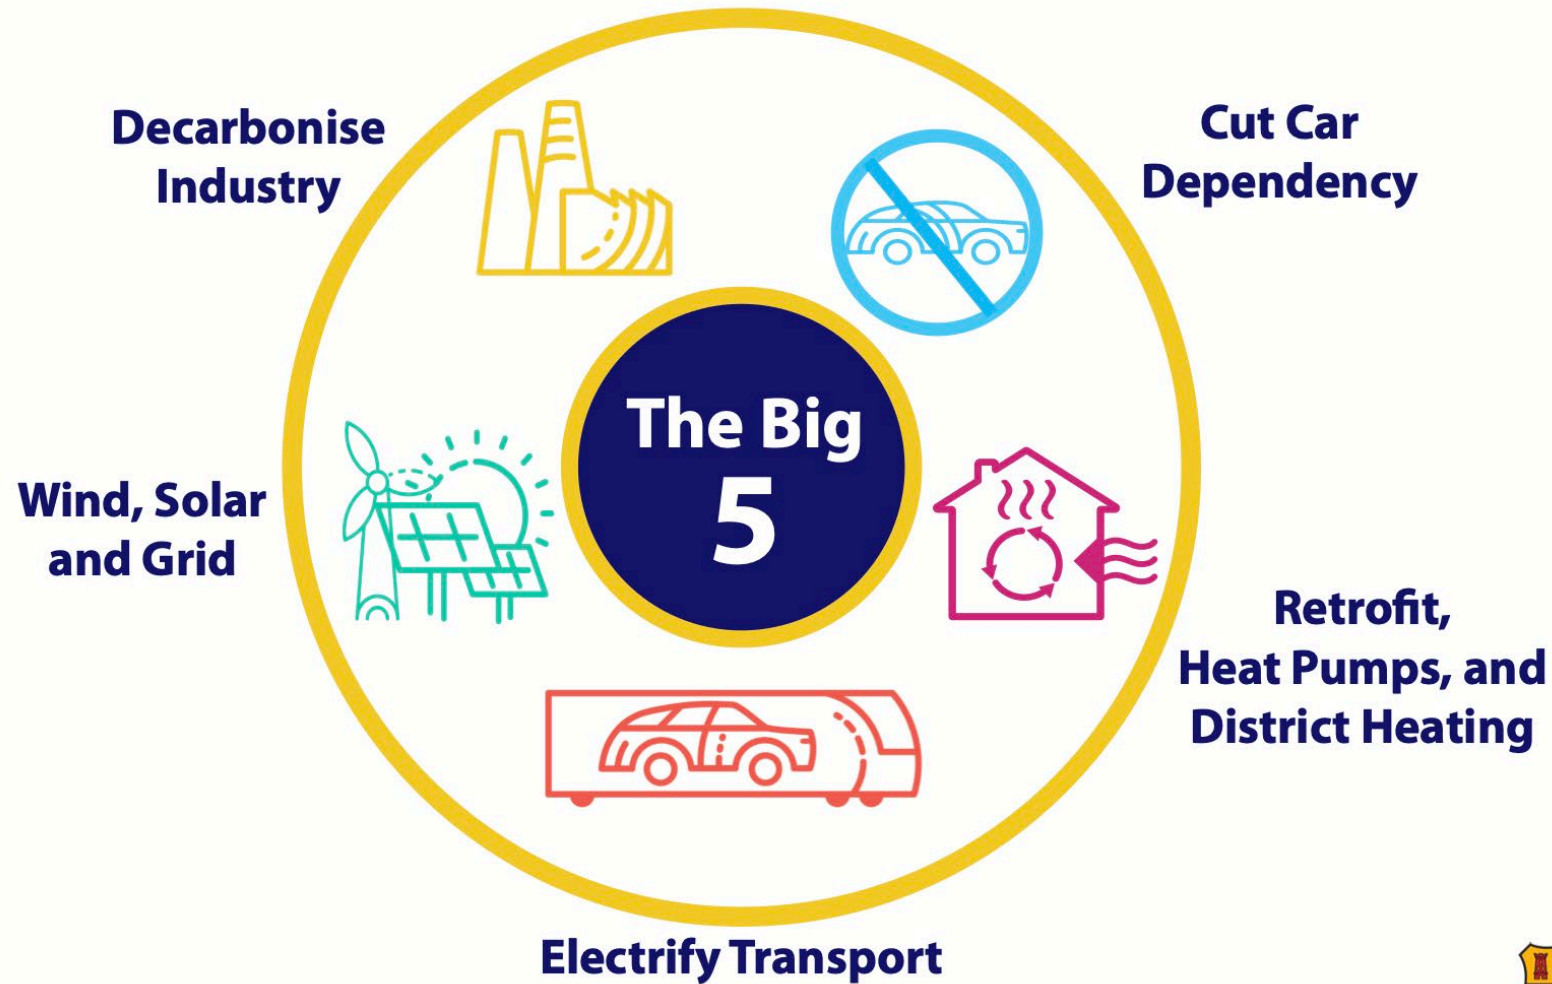 Decarbonise
Industry
Cut Car
Dependency
The Big
5
Wind, Solar
and Grid
Retrofit,
Heat Pumps, and
District Heating
Electrify Transport